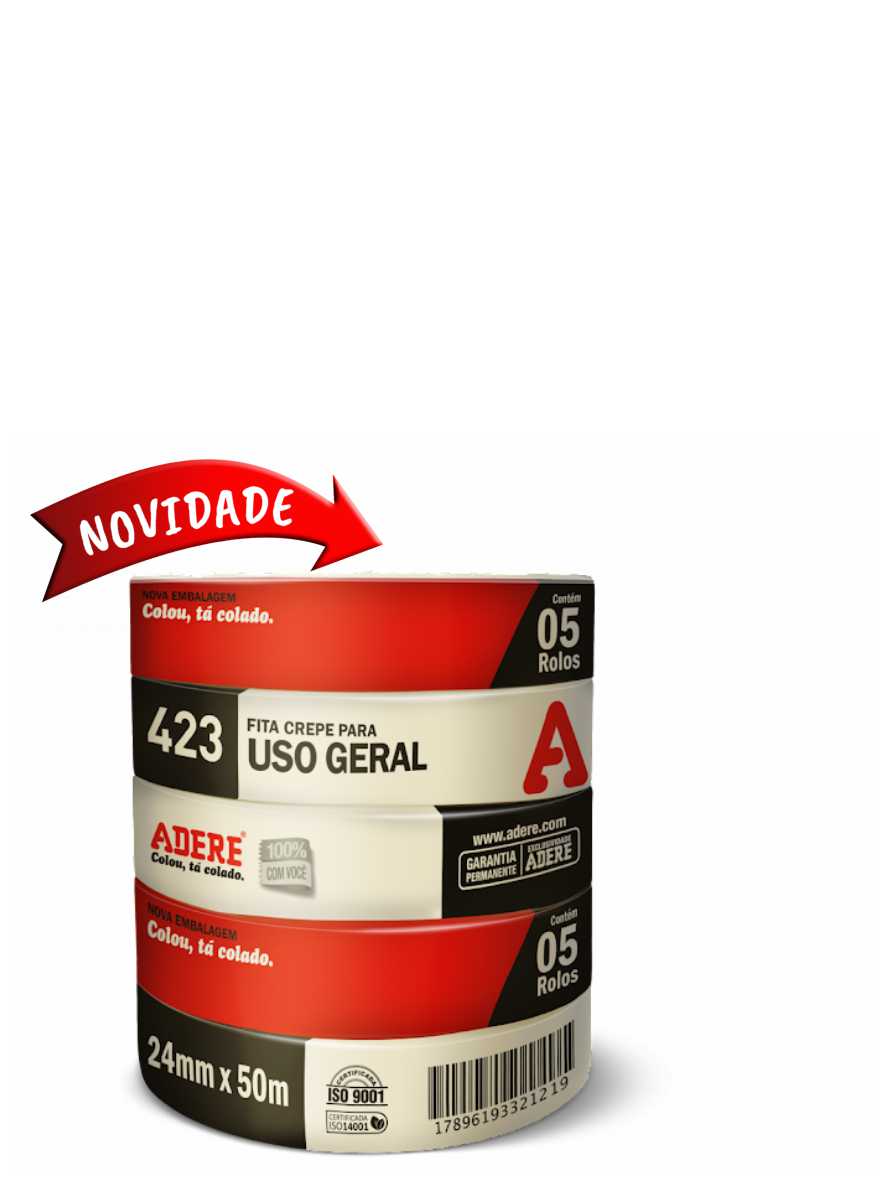 NOVIDADE
NOVA EMBALAGEM
Colou, tá colado.
Contém
05
Rolos
423
FITA CREPE PARA
USO GERAL
A
ADERE®
Colou, tá colado.
100%
COM VOCÊ
www.adere.com
GARANTIA
PERMANENTE
EXCLUSIVIDADE
ADERE
NOVA EMBALAGEM
Colou, tá colado.
Contém
05
Rolos
24mm x 50m
CERTIFICADA
ISO 9001
CERTIFICADA
ISO14001
17896193321219